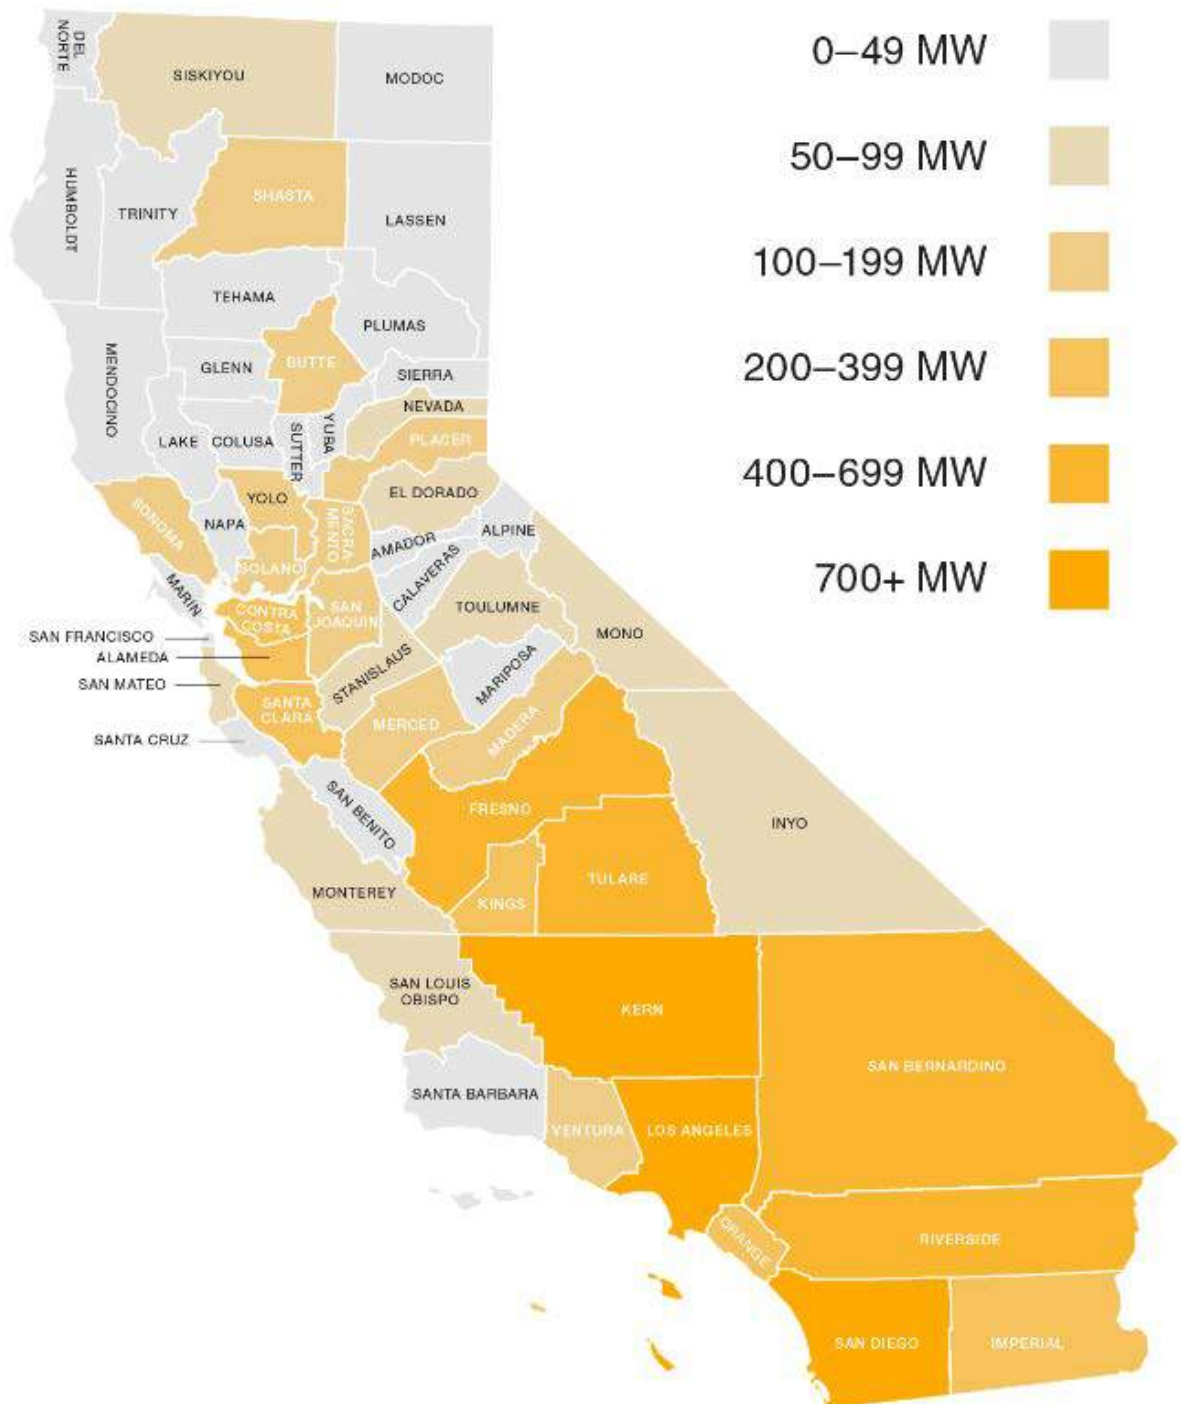 DEL
NORTE
SISKIYOU
MODOC
HUMBOLDT
TRINITY
SHASTA
LASSEN
TEHAMA
PLUMAS
MENDOCINO
GLENN
BUTTE
SIERRA
NEVADA
LAKE
COLUSA
SUTTER
YUBA
PLACER
SONOMA
NAPA
YOLO
SACRA-
MENTO
EL DORADO
ALPINE
AMADOR
SOLANO
MARIN
CALAVERAS
CONTRA
COSTA
SAN
JOAQUIN
TOULUMNE
MONO
SAN FRANCISCO
ALAMEDA
SAN MATEO
STANISLAUS
MARIPOSA
SANTA
CLARA
MERCED
MADERA
SANTA CRUZ
SAN BENITO
FRESNO
INYO
MONTEREY
KINGS
TULARE
SAN LOUIS
OBISPO
KERN
SAN BERNARDINO
SANTA BARBARA
VENTURA
LOS ANGELES
ORANGE
RIVERSIDE
SAN DIEGO
IMPERIAL
0–49 MW
50–99 MW
100–199 MW
200–399 MW
400–699 MW
700+ MW